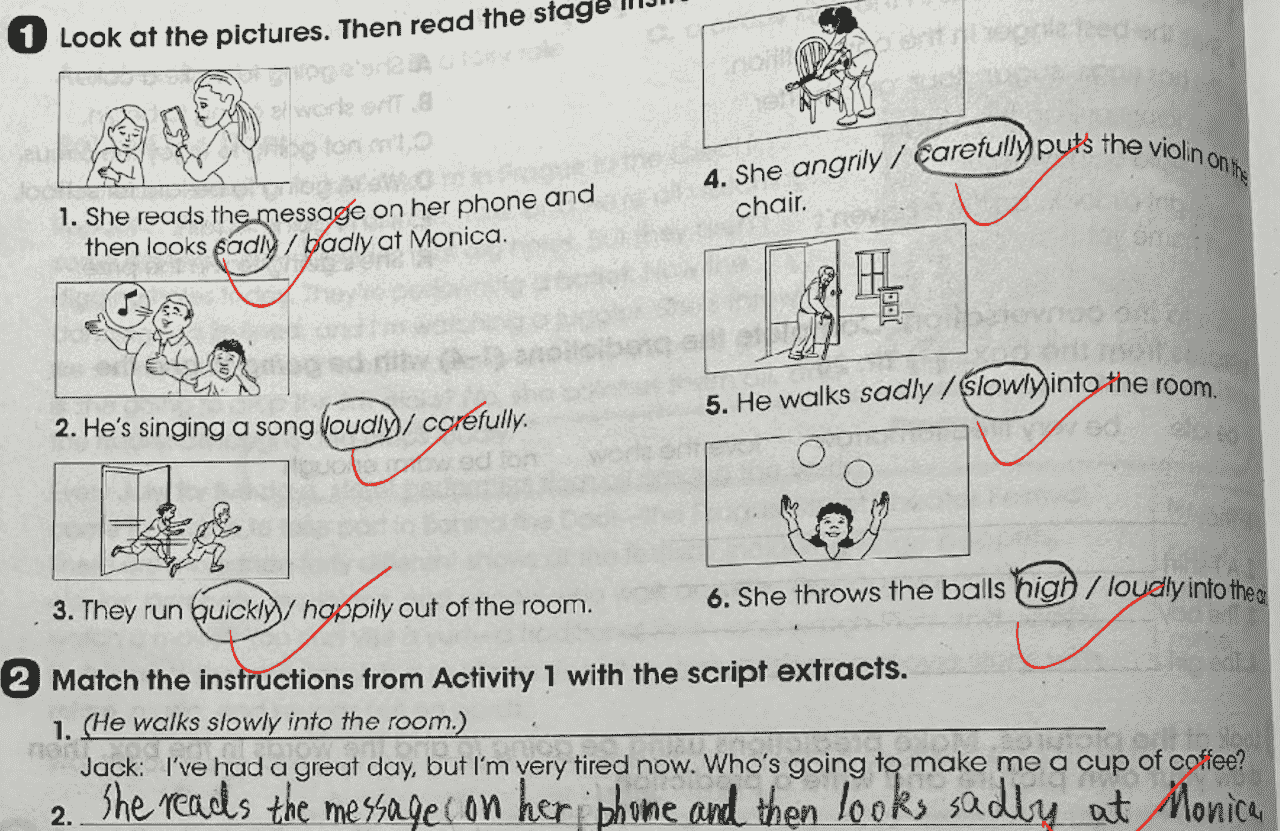 1 Look at the pictures. Then read the stage
1. She reads the message on her phone and
then looks sadly / badly at Monica.
2. He's singing a song loudly / carefully.
3. They run quickly / happily out of the room.
4. She angrily / carefully puts the violin on the
chair.
5. He walks sadly / slowly into the room.
6. She throws the balls high / loudly into the
2 Match the instructions from Activity 1 with the script extracts.
1. (He walks slowly into the room.)
Jack: I've had a great day, but I'm very tired now. Who's going to make me a cup of coffee?
2. She reads the message on her phone and then looks sadly at Monica